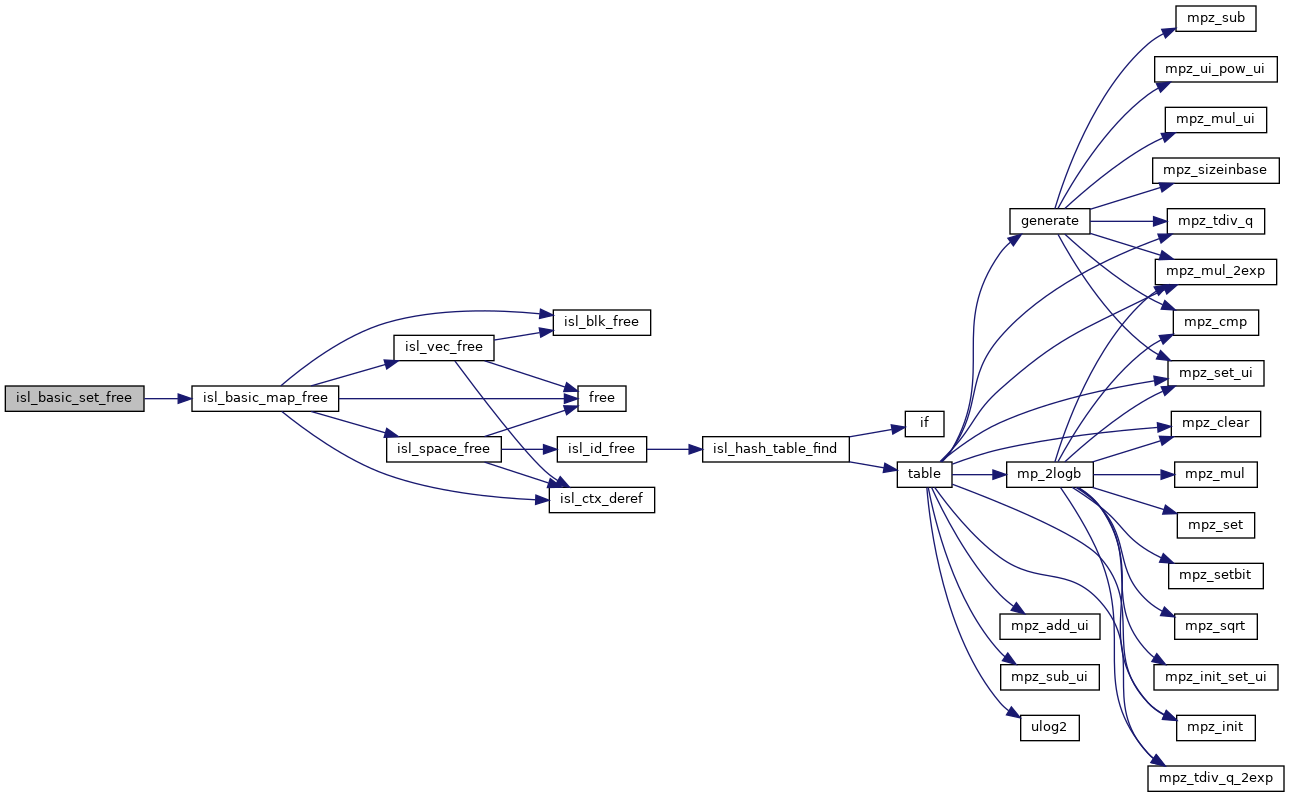 isl_basic_set_free
isl_basic_map_free
isl_blk_free
isl_vec_free
free
isl_space_free
isl_id_free
isl_ctx_deref
isl_hash_table_find
if
table
generate
mp_2logb
mpz_add_ui
mpz_sub_ui
ulog2
mpz_sub
mpz_ui_pow_ui
mpz_mul_ui
mpz_sizeinbase
mpz_tdiv_q
mpz_mul_2exp
mpz_cmp
mpz_set_ui
mpz_clear
mpz_mul
mpz_set
mpz_setbit
mpz_sqrt
mpz_init_set_ui
mpz_init
mpz_tdiv_q_2exp